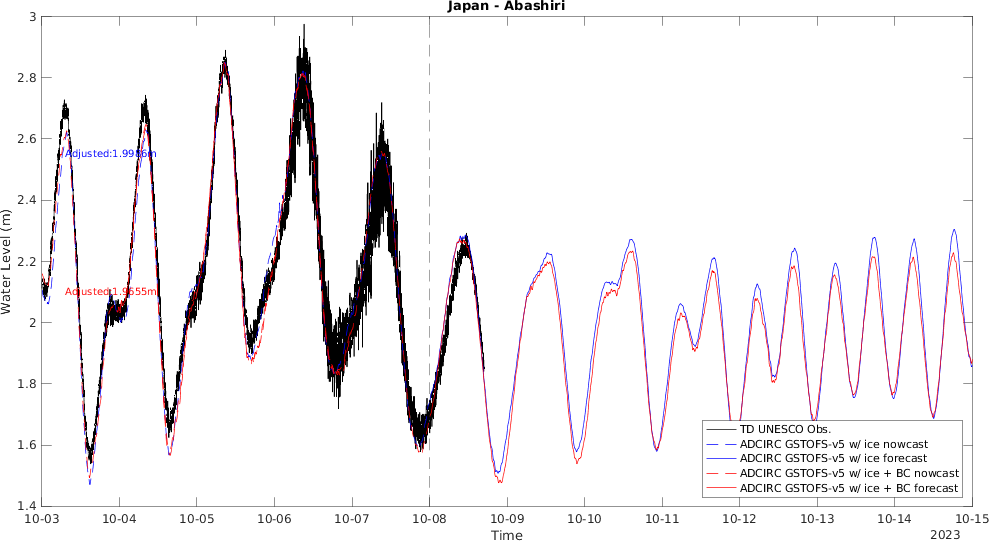 Japan - Abashiri
3
2.8
2.6
2.4
2.2
2
1.8
1.6
1.4
Water Level (m)
Adjusted:1.9986m
Adjusted:1.9655m
TD UNESCO Obs.
ADCIRC GSTOFS-v5 w/ ice nowcast
ADCIRC GSTOFS-v5 w/ ice forecast
ADCIRC GSTOFS-v5 w/ ice + BC nowcast
ADCIRC GSTOFS-v5 w/ ice + BC forecast
10-03 10-04 10-05 10-06 10-07 10-08 10-09 10-10 10-11 10-12 10-13 10-14 10-15
Time
2023